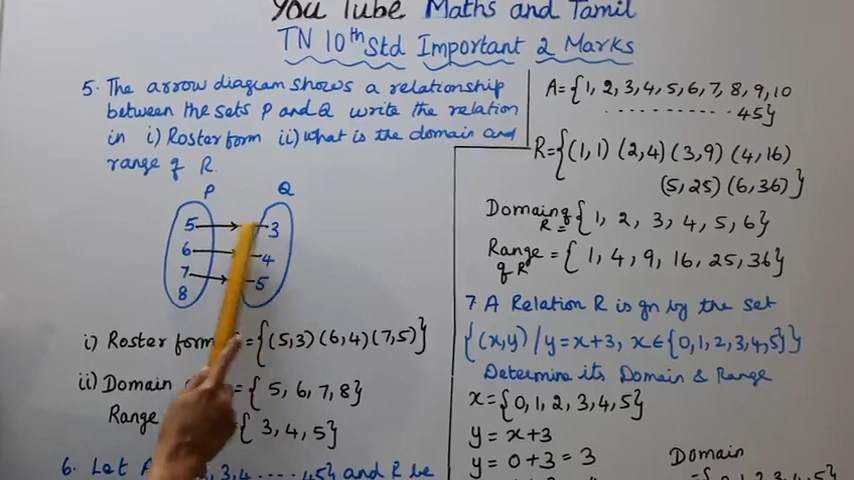 You Tube Maths and Tamil
TN 10th Std Important 2 Marks
5. The arrow diagram shows a relationship
between the sets P and Q write the relation
in i) Roster form ii) what is the domain and
range of R.
P Q
5 3
6 4
7 5
8
i) Roster form = {(5,3) (6,4) (7,5)}
ii) Domain = { 5, 6, 7, 8}
Range = { 3, 4, 5}
6. Let A 3, 4 .... 45} and R be
A = {1, 2, 3, 4, 5, 6, 7, 8, 9, 10
............... 45}
R = {(1,1) (2,4) (3,9) (4,16)
(5,25) (6,36)}
Domain of R = { 1, 2, 3, 4, 5, 6}
Range of R = { 1, 4, 9, 16, 25, 36}
7 A Relation R is gn by the set
{(x,y) / y = x+3, x ∈ {0,1,2,3,4,5}}
Determine its Domain & Range
x = {0,1,2,3,4,5}
y = x+3
y = 0+3 = 3
Domain
= {0,1,2,3,4,5}